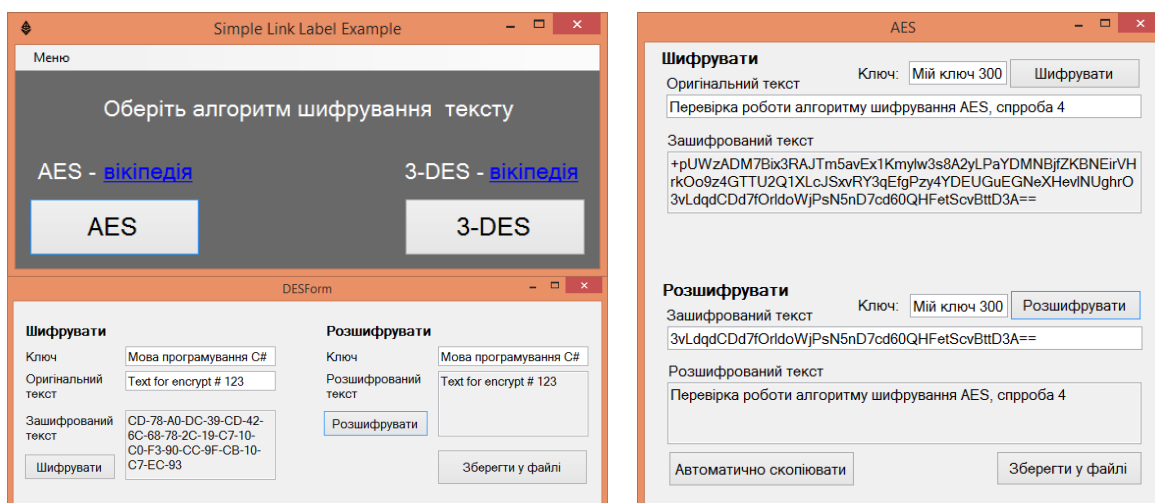 Simple Link Label Example
Меню
Оберіть алгоритм шифрування тексту
AES - вікіпедія
3-DES - вікіпедія
AES
3-DES
DESForm
Шифрувати
Ключ
Мова програмування C#
Оригінальний
текст
Text for encrypt # 123
Зашифрований
текст
CD-78-A0-DC-39-CD-42-
6C-68-78-2C-19-C7-10-
C0-F3-90-CC-9F-CB-10-
C7-EC-93
Шифрувати
Розшифрувати
Ключ
Мова програмування C#
Розшифрований
текст
Text for encrypt # 123
Розшифрувати
Зберегти у файлі
AES
Шифрувати
Ключ:
Мій ключ 300
Шифрувати
Оригінальний текст
Перевірка роботи алгоритму шифрування AES, спрроба 4
Зашифрований текст
+pUWzADM7Bix3RAJTm5avEx1Kmylw3s8A2yLPaYDMNBjfZKBNEirVH
rkOo9z4GTTU2Q1XLcJSxvRY3qEfgPzy4YDEUGuEGNeXHevlNUghrO
3vLdqdCDd7fOrldoWjPsN5nD7cd60QHFetScvBttD3A==
Розшифрувати
Ключ:
Мій ключ 300
Розшифрувати
Зашифрований текст
3vLdqdCDd7fOrldoWjPsN5nD7cd60QHFetScvBttD3A==
Розшифрований текст
Перевірка роботи алгоритму шифрування AES, спрроба 4
Автоматично скопіювати
Зберегти у файлі